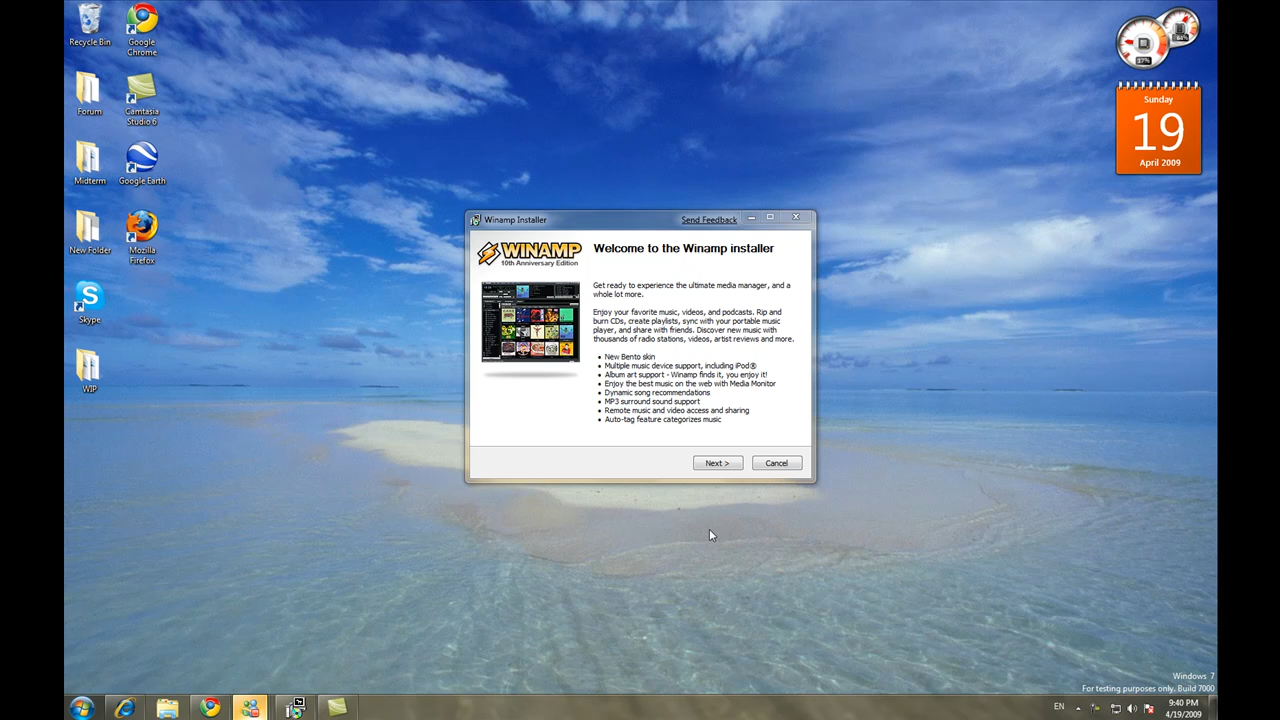 Recycle Bin
Google
Chrome
Forum
Camtasia
Studio 6
Midterm
Google Earth
New Folder
Mozilla
Firefox
Skype
WIP
Sunday
19
April 2009
Winamp Installer
Send Feedback
WINAMP
10th Anniversary Edition
Welcome to the Winamp installer
Get ready to experience the ultimate media manager, and a
whole lot more.
Enjoy your favorite music, videos, and podcasts. Rip and
burn CDs, create playlists, sync with your portable music
player, and share with friends. Discover new music with
thousands of radio stations, videos, artist reviews and more.
• New Bento skin
• Multiple music device support, including iPod®
• Album art support - Winamp finds it, you enjoy it!
• Enjoy the best music on the web with Media Monitor
• Dynamic song recommendations
• MP3 surround sound support
• Remote music and video access and sharing
• Auto-tag feature categorizes music
Next >
Cancel
Windows 7
For testing purposes only. Build 7000
EN
9:40 PM
4/19/2009